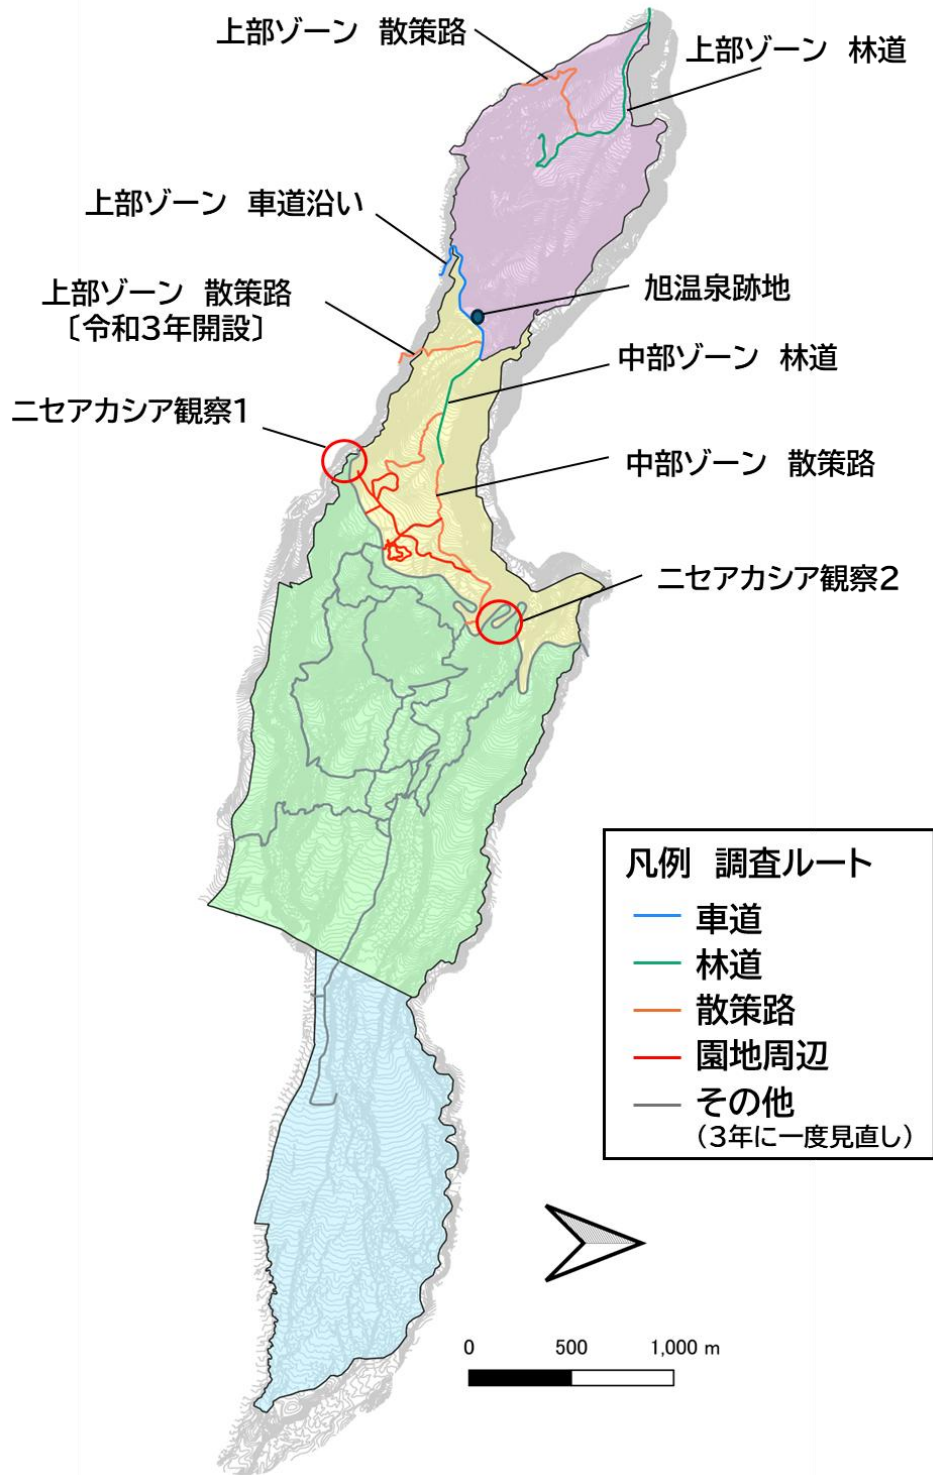 上部ゾーン 散策路
上部ゾーン 林道
上部ゾーン 車道沿い
上部ゾーン 散策路
〔令和3年開設〕
旭温泉跡地
中部ゾーン 林道
ニセアカシア観察1
中部ゾーン 散策路
ニセアカシア観察2
凡例 調査ルート
車道
林道
散策路
園地周辺
その他
(3年に一度見直し)
0 500 1,000 m